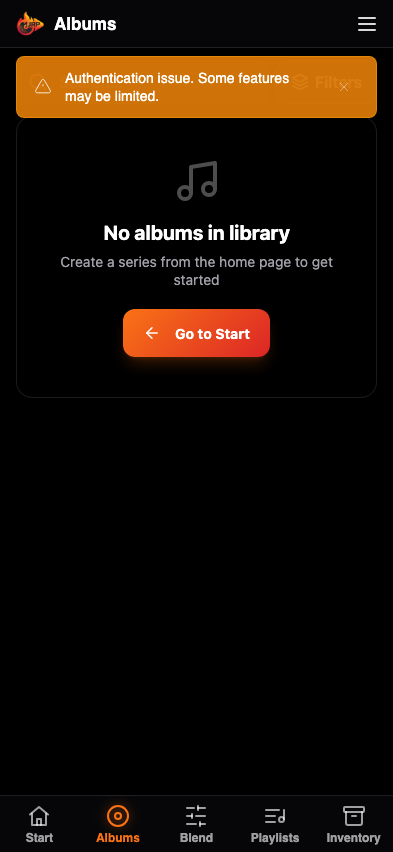 Albums
Authentication issue. Some features
may be limited.
Filters
No albums in library
Create a series from the home page to get
started
Go to Start
Start
Albums
Blend
Playlists
Inventory